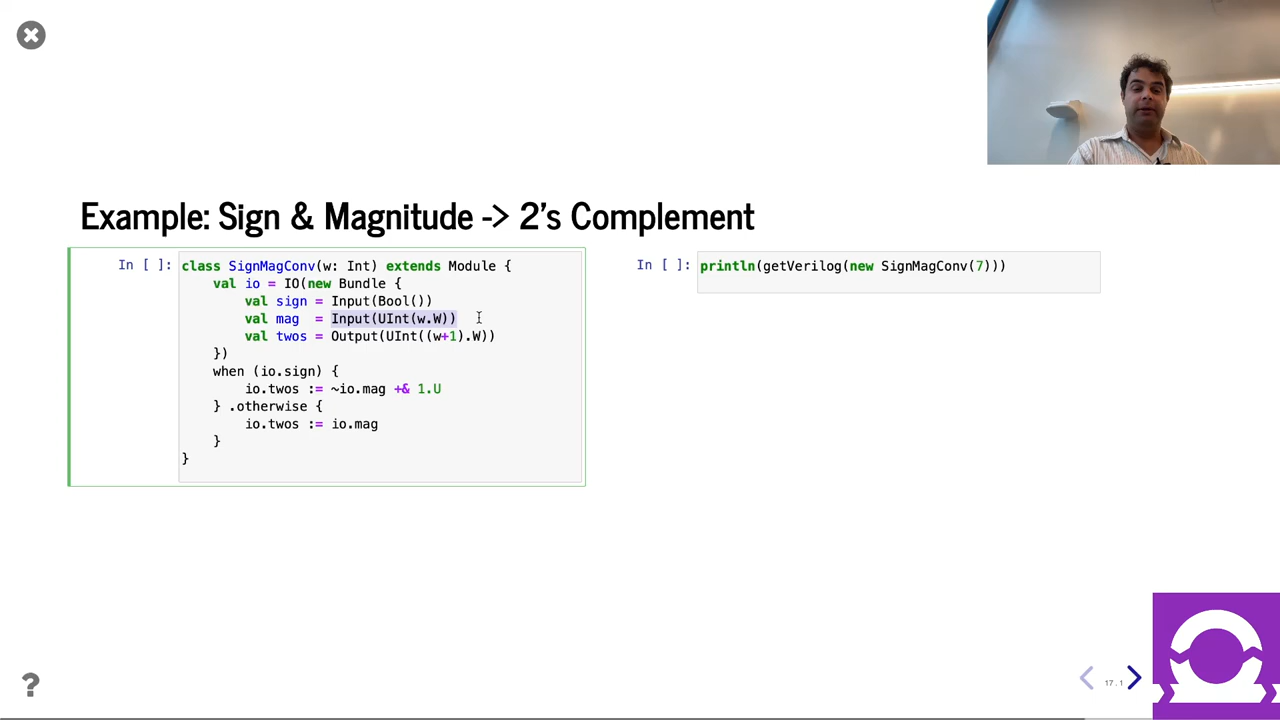 Example: Sign & Magnitude -> 2's Complement
In [ ]:
class SignMagConv(w: Int) extends Module {
    val io = IO(new Bundle {
        val sign = Input(Bool())
        val mag  = Input(UInt(w.W))
        val twos = Output(UInt((w+1).W))
    })
    when (io.sign) {
        io.twos := ~io.mag +& 1.U
    } .otherwise {
        io.twos := io.mag
    }
}
In [ ]:
println(getVerilog(new SignMagConv(7)))
?
17.1